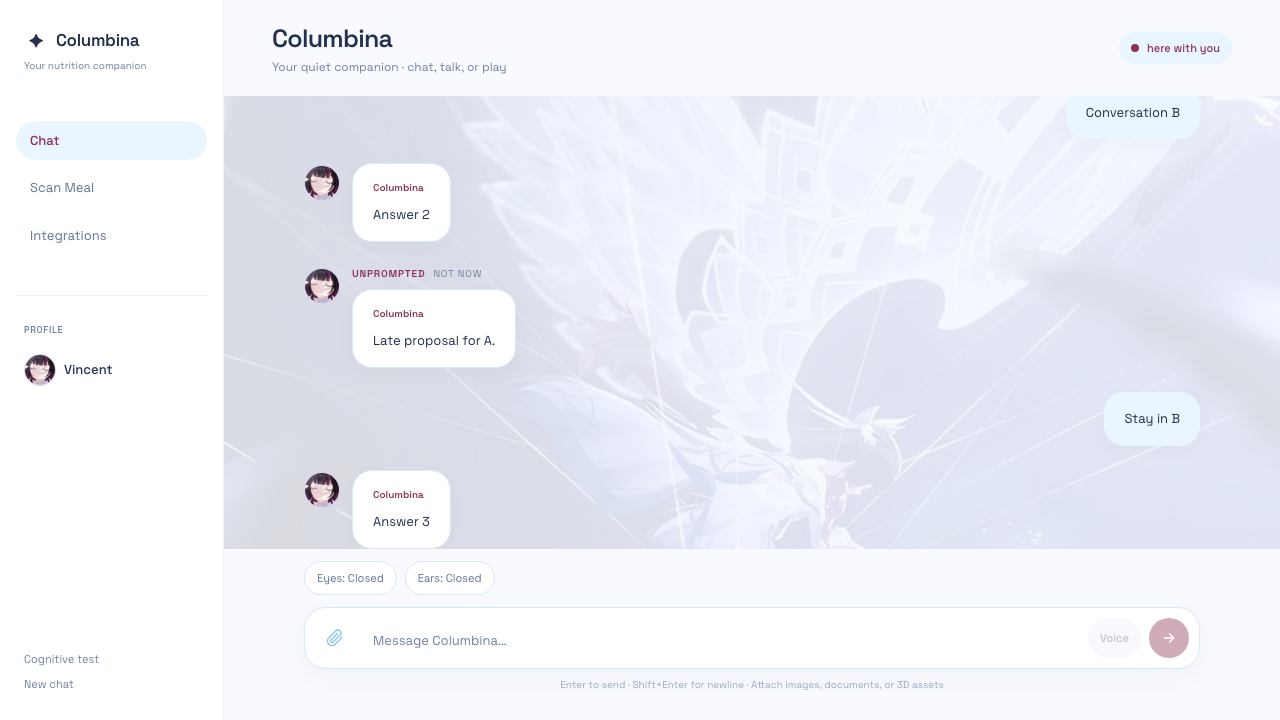 Columbina
Your nutrition companion
Chat
Scan Meal
Integrations
PROFILE
Vincent
Cognitive test
New chat
Columbina
Your quiet companion · chat, talk, or play
here with you
Conversation B
Columbina
Answer 2
UNPROMPTED NOT NOW
Columbina
Late proposal for A.
Stay in B
Columbina
Answer 3
Eyes: Closed
Ears: Closed
Message Columbina...
Voice
Enter to send · Shift+Enter for newline · Attach images, documents, or 3D assets